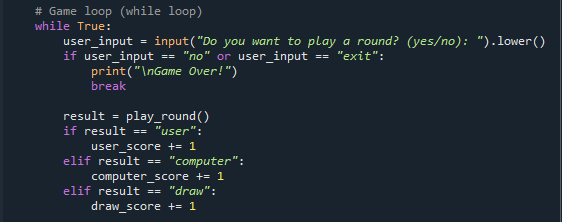 # Game loop (while loop)
while True:
    user_input = input("Do you want to play a round? (yes/no): ").lower()
    if user_input == "no" or user_input == "exit":
        print("\nGame Over!")
        break

    result = play_round()
    if result == "user":
        user_score += 1
    elif result == "computer":
        computer_score += 1
    elif result == "draw":
        draw_score += 1